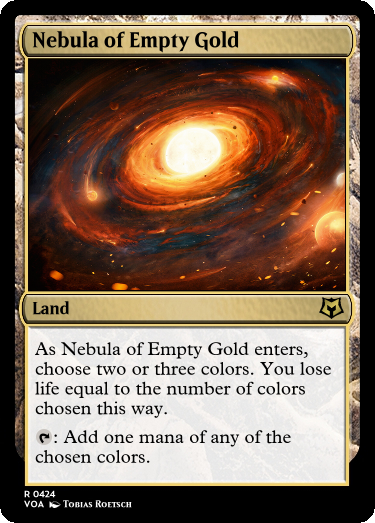 Nebula of Empty Gold
Land
As Nebula of Empty Gold enters,
choose two or three colors. You lose
life equal to the number of colors
chosen this way.
: Add one mana of any of the
chosen colors.
R 0424
VOA Tobias Roetsch